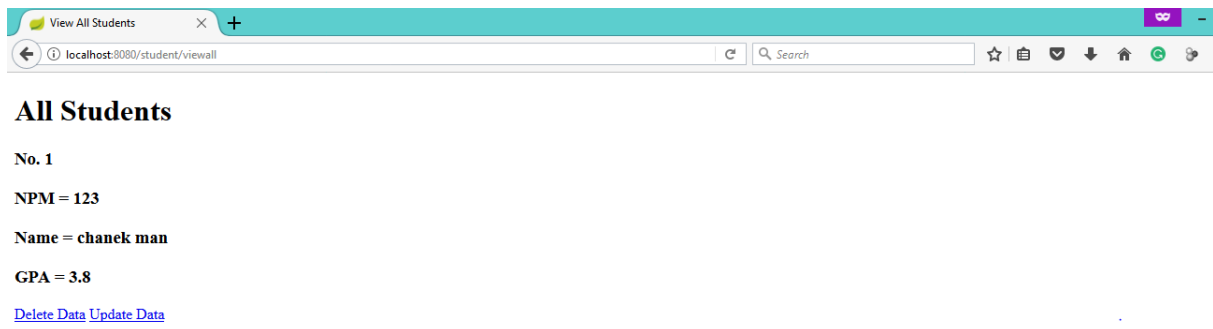 View All Students
localhost:8080/student/viewall
Search
All Students
No. 1
NPM = 123
Name = chanek man
GPA = 3.8
Delete Data Update Data